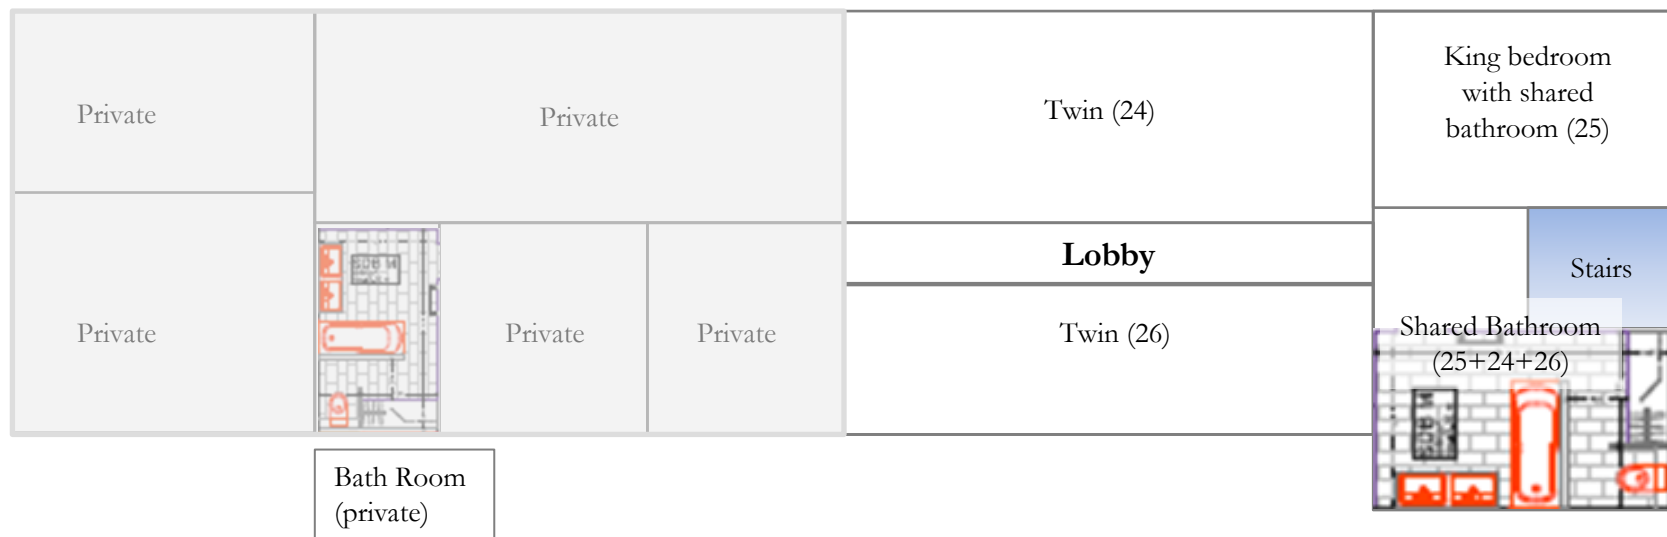 Private
Private
Twin (24)
King bedroom
with shared
bathroom (25)
Lobby
Stairs
Private
Private
Private
Twin (26)
Shared Bathroom
(25+24+26)
Bath Room
(private)